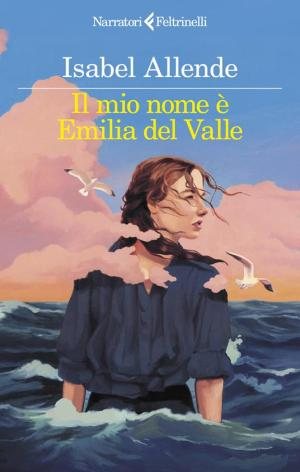 Narratori Feltrinelli
Isabel Allende
Il mio nome è
Emilia del Valle